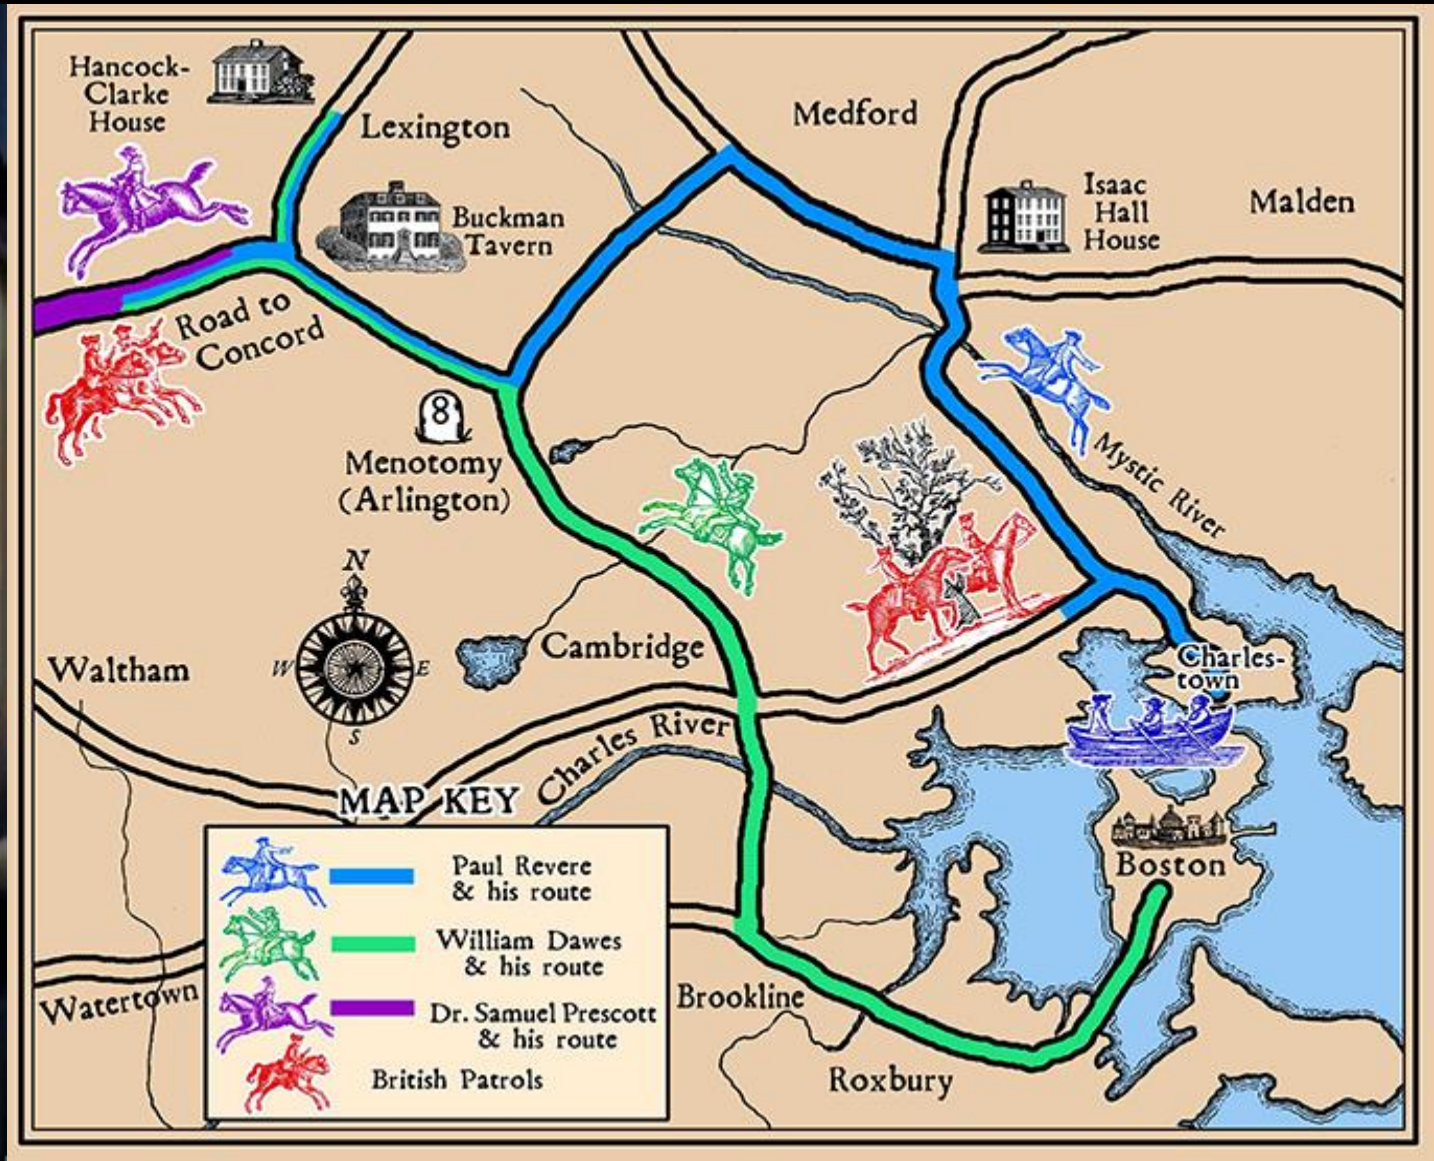 Hancock-
Clarke
House
Lexington
Medford
Isaac
Hall
House
Malden
Buckman
Tavern
Road to
Concord
8
Menotomy
(Arlington)
Mystic River
N
W
E
S
Waltham
Cambridge
Charles-
town
Charles River
MAP KEY
Paul Revere
& his route
William Dawes
& his route
Dr. Samuel Prescott
& his route
British Patrols
Boston
Watertown
Brookline
Roxbury